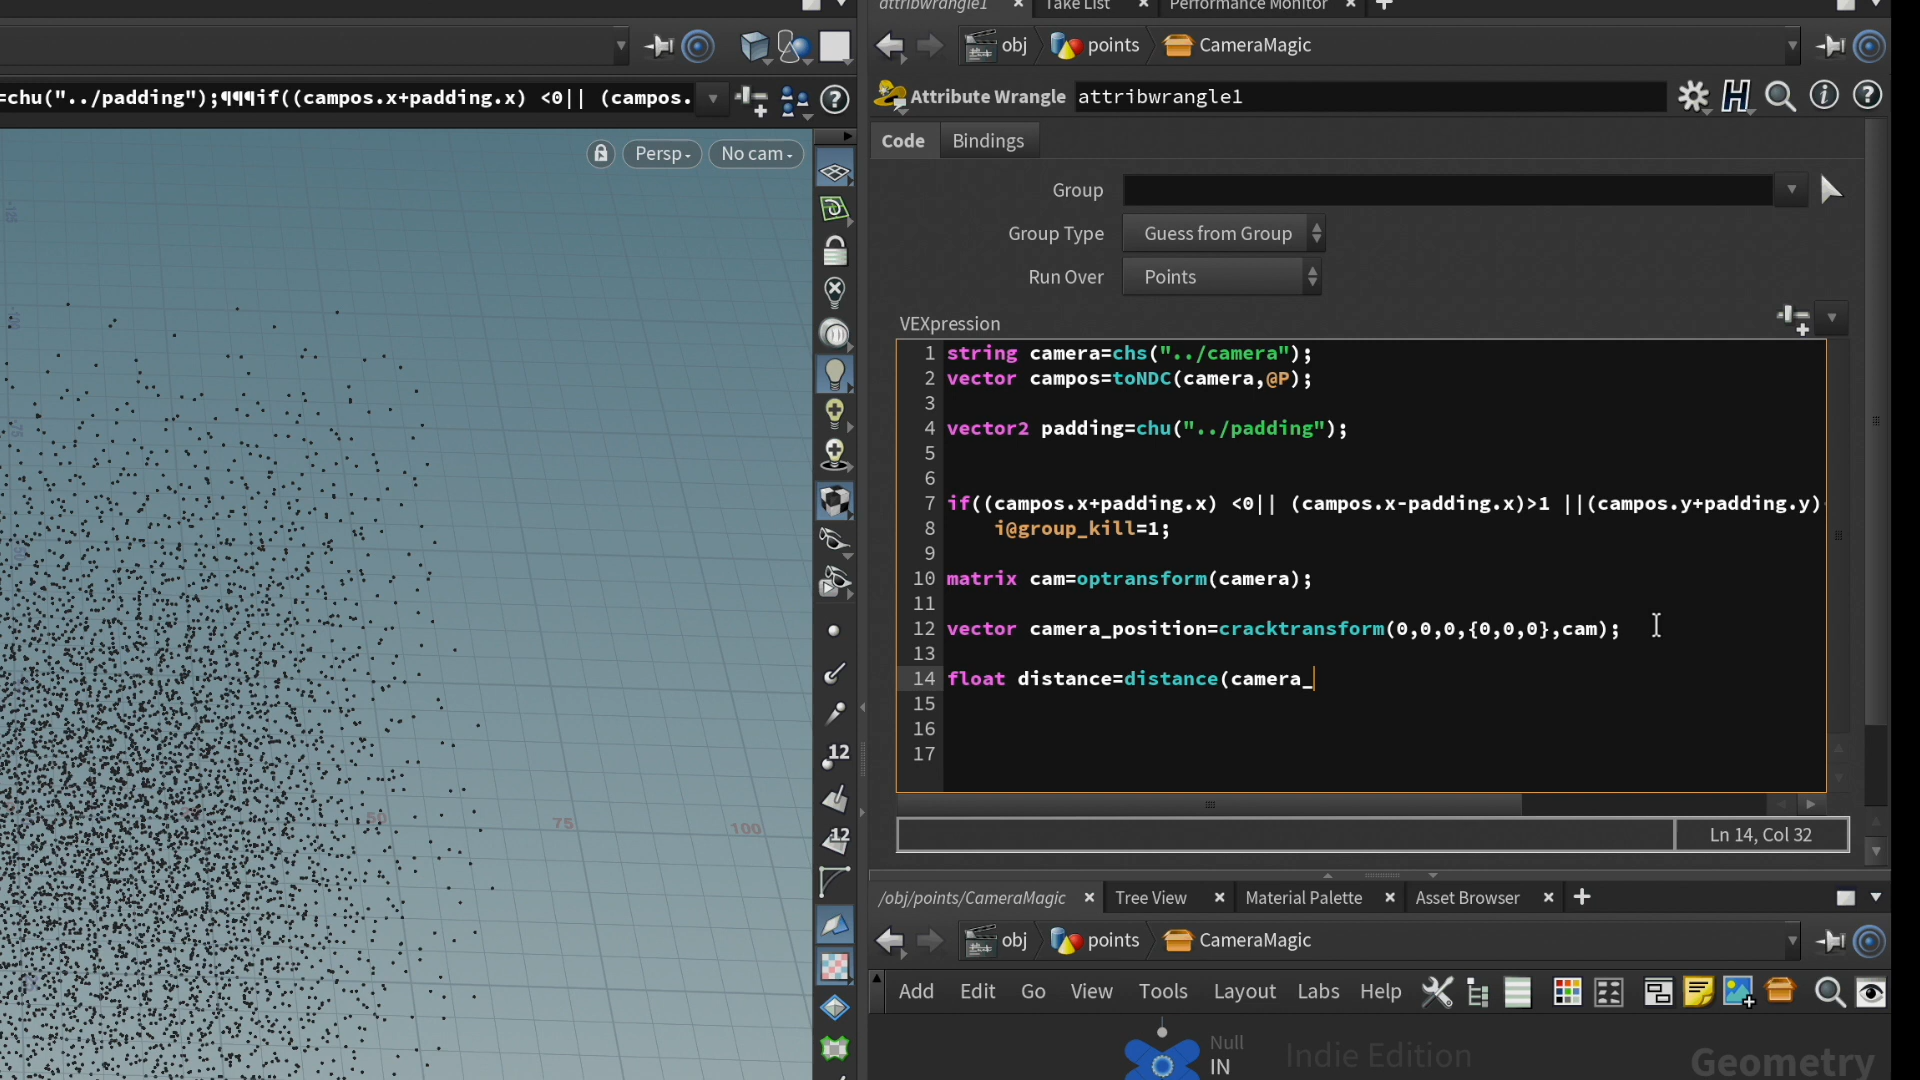 attribwrangle1 × Take List × Performance Monitor × +
obj points CameraMagic
=chu("../padding");¶¶¶if((campos.x+padding.x) <0|| (campos.
Attribute Wrangle attribwrangle1
Code Bindings
Persp No cam
Group
Group Type Guess from Group
Run Over Points
VEXpression
1 string camera=chs("../camera");
2 vector campos=toNDC(camera,@P);
3
4 vector2 padding=chu("../padding");
5
6
7 if((campos.x+padding.x) <0|| (campos.x-padding.x)>1 ||(campos.y+padding.y)
8 i@group_kill=1;
9
10 matrix cam=optransform(camera);
11
12 vector camera_position=cracktransform(0,0,0,{0,0,0},cam);
13
14 float distance=distance(camera_
15
16
17
12
12
50 75 100
Ln 14, Col 32
/obj/points/CameraMagic × Tree View × Material Palette × Asset Browser × +
obj points CameraMagic
Add Edit Go View Tools Layout Labs Help
Null
IN
Indie Edition
Geometry